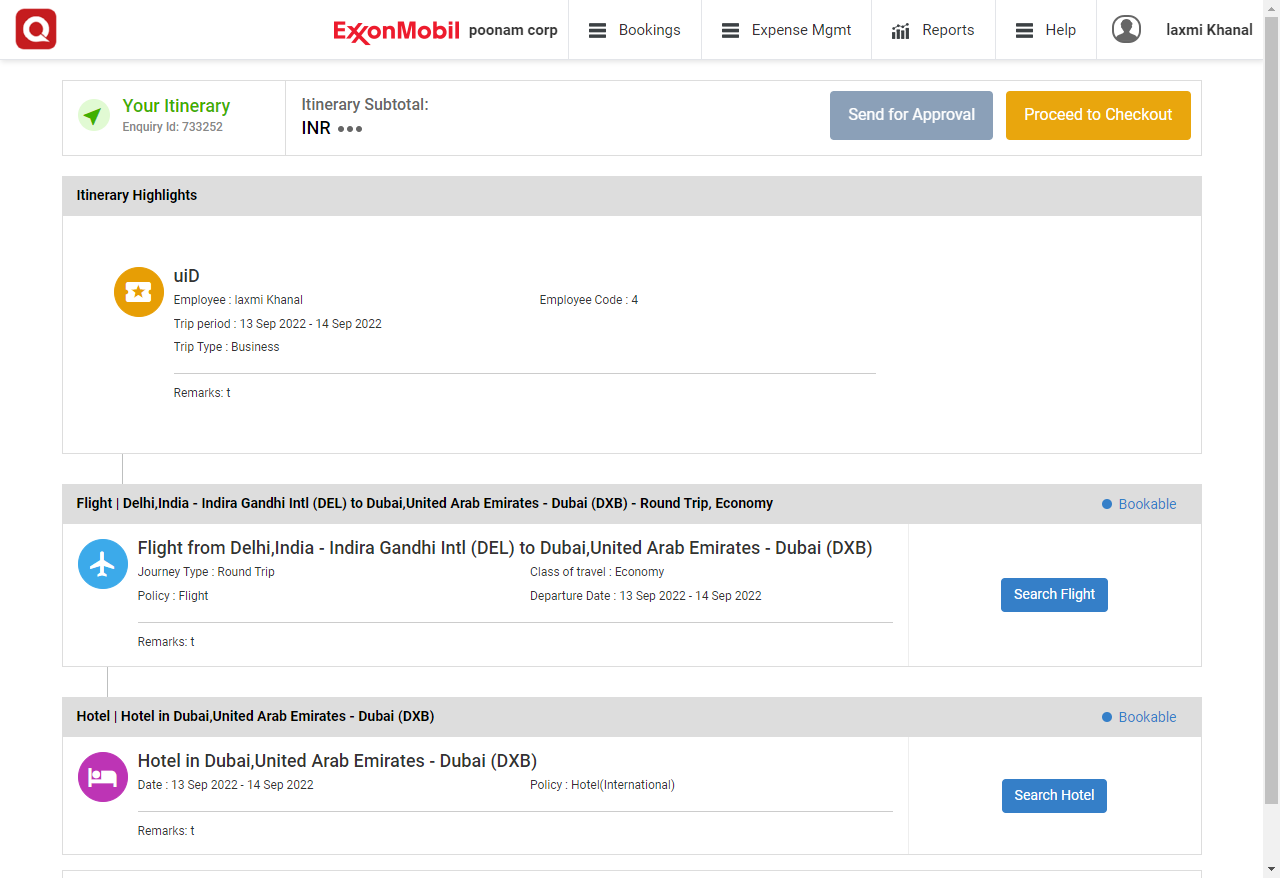 ExxonMobil poonam corp Bookings Expense Mgmt Reports Help laxmi Khanal
Your Itinerary
Enquiry Id: 733252
Itinerary Subtotal:
INR
Send for Approval
Proceed to Checkout
Itinerary Highlights
uiD
Employee : laxmi Khanal Employee Code : 4
Trip period : 13 Sep 2022 - 14 Sep 2022
Trip Type : Business
Remarks: t
Flight | Delhi,India - Indira Gandhi Intl (DEL) to Dubai,United Arab Emirates - Dubai (DXB) - Round Trip, Economy Bookable
Flight from Delhi,India - Indira Gandhi Intl (DEL) to Dubai,United Arab Emirates - Dubai (DXB)
Journey Type : Round Trip Class of travel : Economy
Policy : Flight Departure Date : 13 Sep 2022 - 14 Sep 2022
Search Flight
Remarks: t
Hotel | Hotel in Dubai,United Arab Emirates - Dubai (DXB) Bookable
Hotel in Dubai,United Arab Emirates - Dubai (DXB)
Date : 13 Sep 2022 - 14 Sep 2022 Policy : Hotel(International)
Search Hotel
Remarks: t